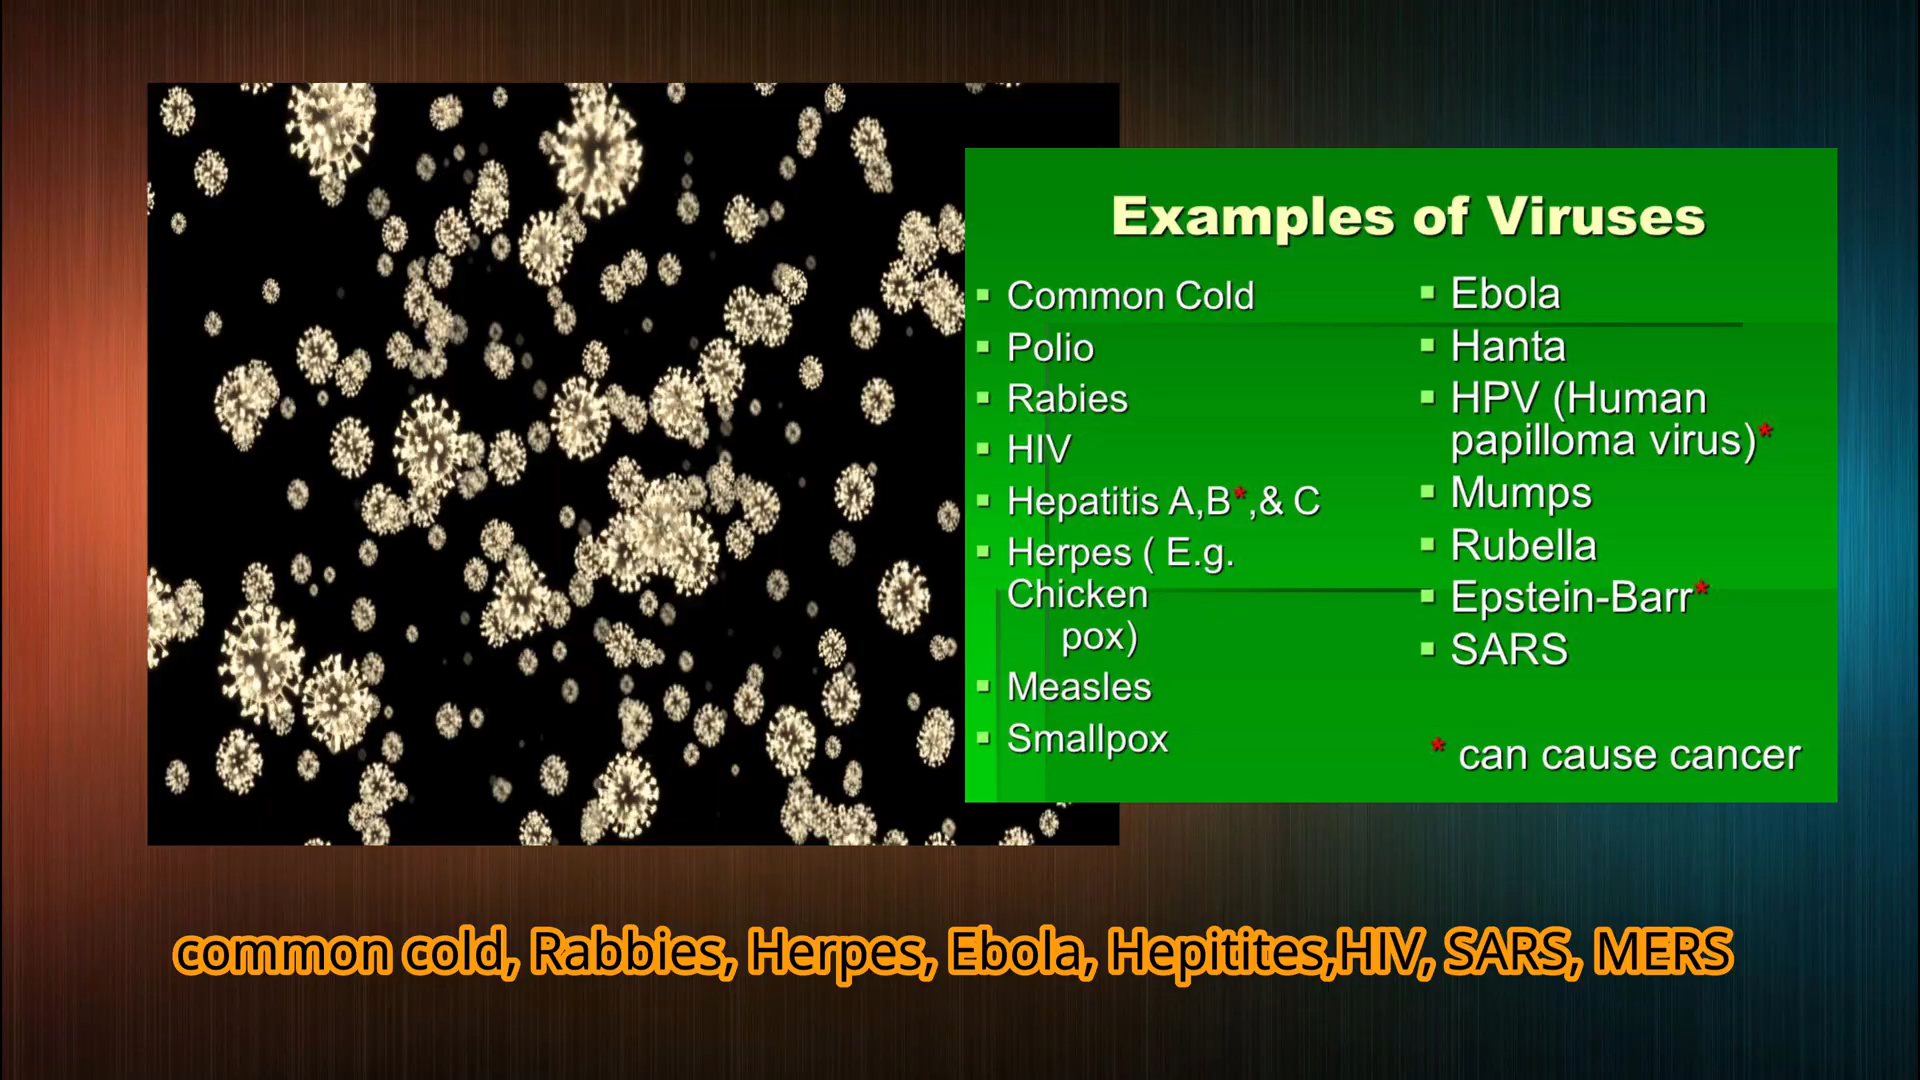 Examples of Viruses
▪ Common Cold
▪ Polio
▪ Rabies
▪ HIV
▪ Hepatitis A,B*,& C
▪ Herpes ( E.g.
Chicken
pox)
▪ Measles
▪ Smallpox
▪ Ebola
▪ Hanta
▪ HPV (Human
papilloma virus)*
▪ Mumps
▪ Rubella
▪ Epstein-Barr*
▪ SARS
* can cause cancer
common cold, Rabbies, Herpes, Ebola, Hepitites,HIV, SARS, MERS